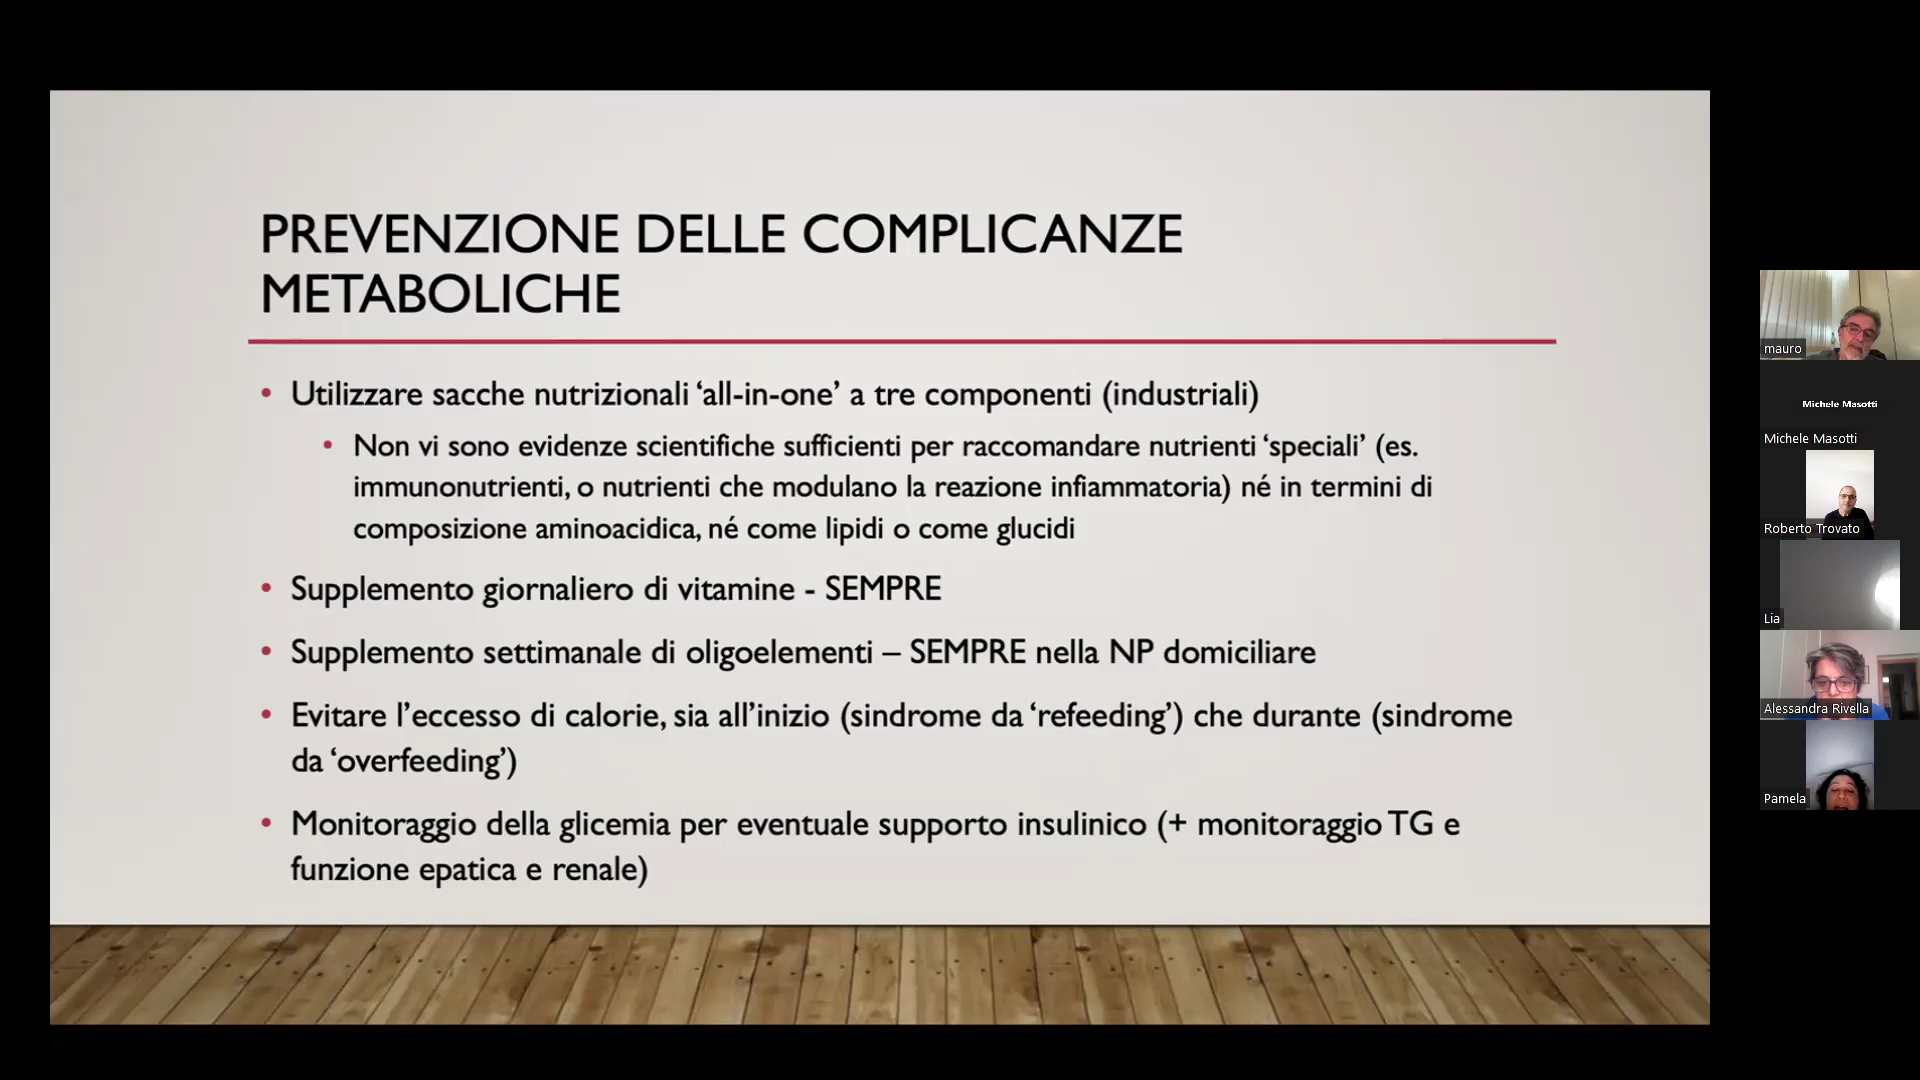 PREVENZIONE DELLE COMPLICANZE
METABOLICHE
• Utilizzare sacche nutrizionali ‘all-in-one’ a tre componenti (industriali)
• Non vi sono evidenze scientifiche sufficienti per raccomandare nutrienti ‘speciali’ (es.
immunonutrienti, o nutrienti che modulano la reazione infiammatoria) né in termini di
composizione aminoacidica, né come lipidi o come glucidi
• Supplemento giornaliero di vitamine - SEMPRE
• Supplemento settimanale di oligoelementi – SEMPRE nella NP domiciliare
• Evitare l’eccesso di calorie, sia all’inizio (sindrome da ‘refeeding’) che durante (sindrome
da ‘overfeeding’)
• Monitoraggio della glicemia per eventuale supporto insulinico (+ monitoraggio TG e
funzione epatica e renale)
mauro
Michele Masotti
Michele Masotti
Roberto Trovato
Lia
Alessandra Rivella
Pamela